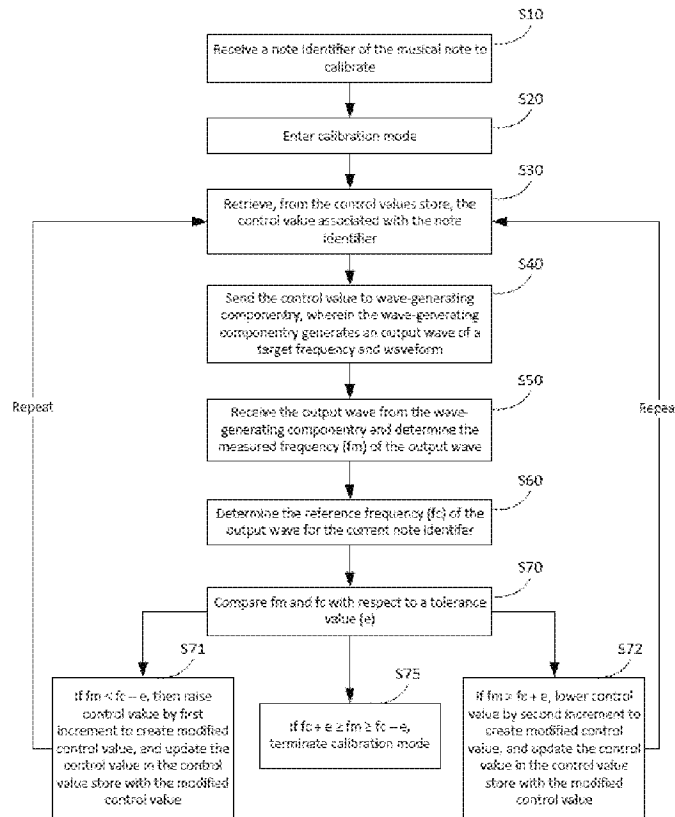 S10
Receive a note identifier of the musical note to
calibrate
S20
Enter calibration mode
S30
Retrieve, from the control values store, the
control value associated with the note
identifier
S40
Send the control value to wave-generating
componentry, wherein the wave-generating
componentry generates an output wave of a
target frequency and waveform
Repeat
Repea
S50
Receive the output wave from the wave-
generating componentry and determine the
measured frequency (fm) of the output wave
S60
Determine the reference frequency (fc) of the
output wave for the current note identifer
S70
Compare fm and fc with respect to a tolerance
value (e)
S71
If fm < fc – e, then raise
control value by first
increment to create modified
control value, and update the
control value in the control
value store with the modified
control value
S75
If fc + e ≥ fm ≥ fc – e,
terminate calibration mode
S72
If fm > fc + e, lower control
value by second increment to
create modified control
value, and update the control
value in the control value
store with the modified
control value